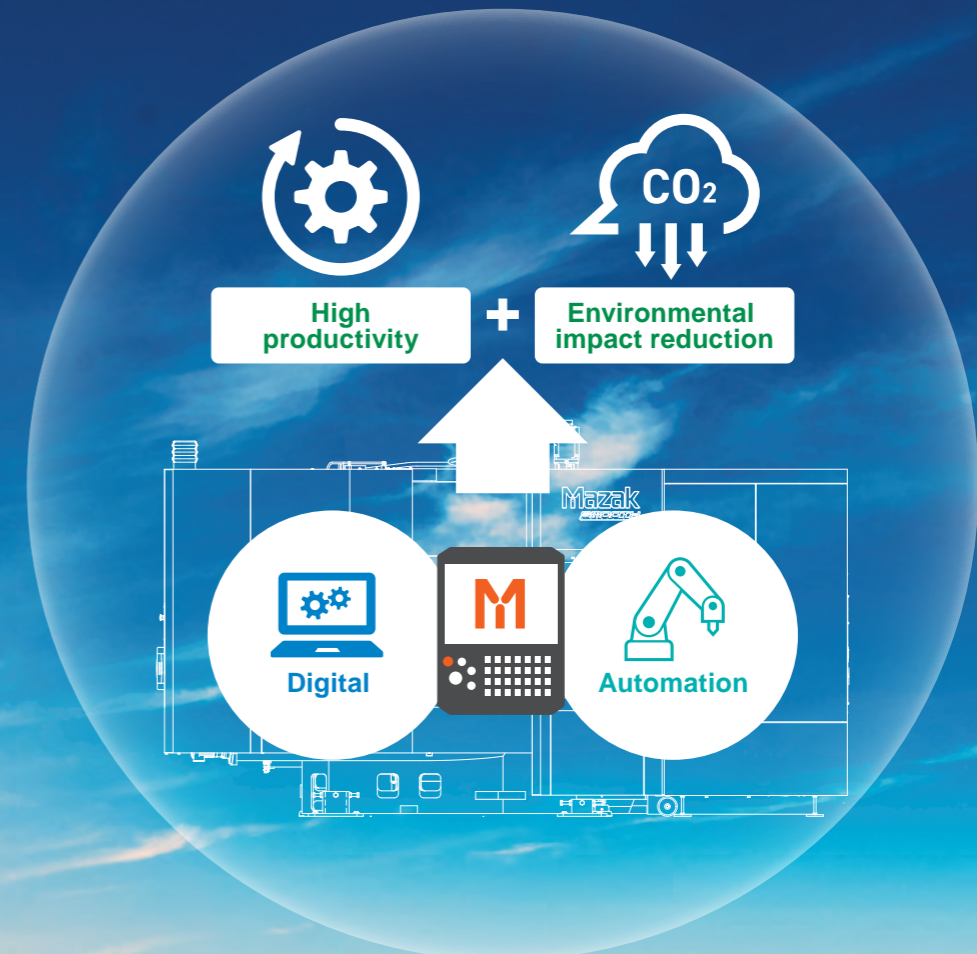 CO₂
High
productivity
+
Environmental
impact reduction
Mazak
M
Digital
Automation